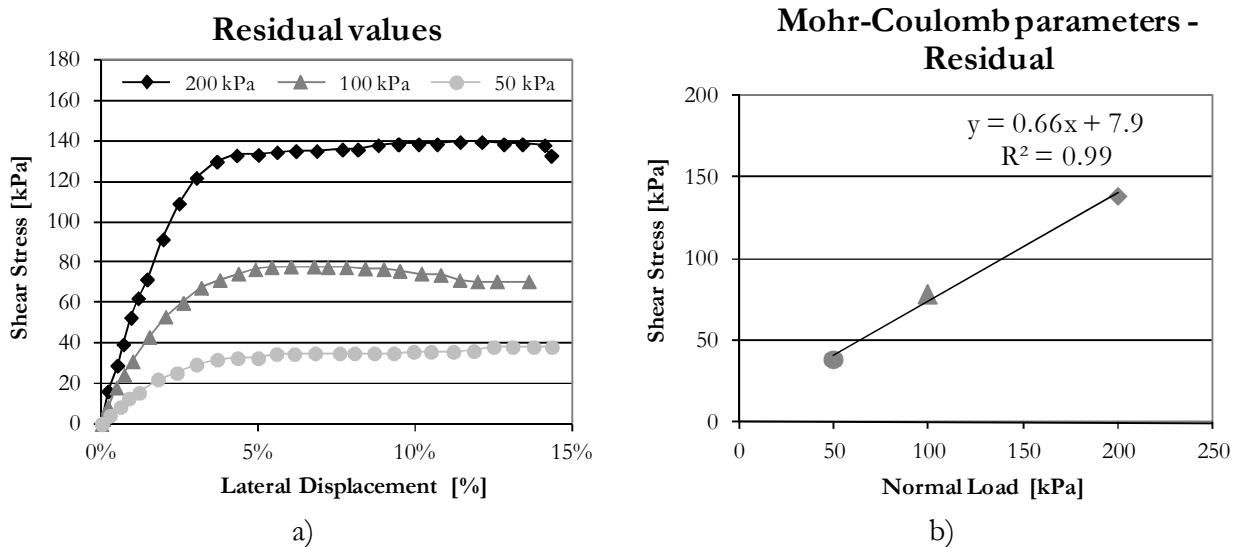 Residual values
180
160
140
120
100
80
60
40
20
0
200 kPa 100 kPa 50 kPa
Shear Stress [kPa]
0% 5% 10% 15%
Lateral Displacement [%]
a)
Mohr-Coulomb parameters -
Residual
200
150
100
50
0
y = 0.66x + 7.9
R² = 0.99
Shear Stress [kPa]
0 50 100 150 200 250
Normal Load [kPa]
b)